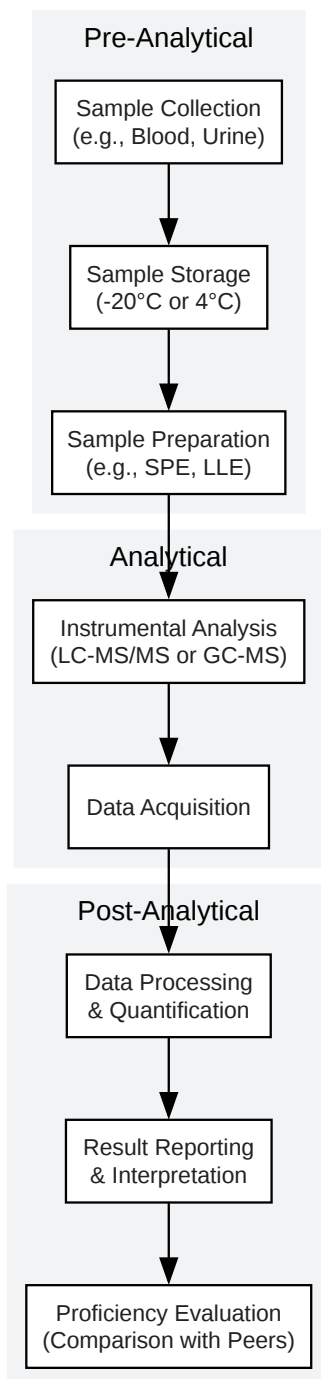 Pre-Analytical
Sample Collection
(e.g., Blood, Urine)
Sample Storage
(-20°C or 4°C)
Sample Preparation
(e.g., SPE, LLE)
Analytical
Instrumental Analysis
(LC-MS/MS or GC-MS)
Data Acquisition
Post-Analytical
Data Processing
& Quantification
Result Reporting
& Interpretation
Proficiency Evaluation
(Comparison with Peers)